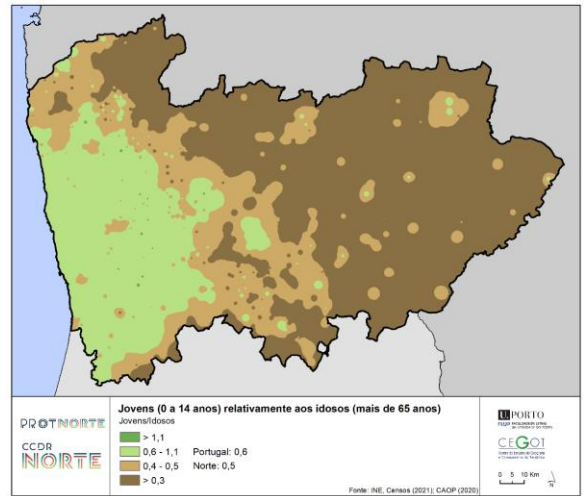 PROTNORTE
CCDR
NORTE
Jovens (0 a 14 anos) relativamente aos idosos (mais de 65 anos)
Jovens/Idosos
> 1,1
0,6 - 1,1 Portugal: 0,6
0,4 - 0,5 Norte: 0,5
> 0,3
U.PORTO
CEGOT
0 5 10 Km
N
Fonte: INE, Censos (2021); CAOP (2020)